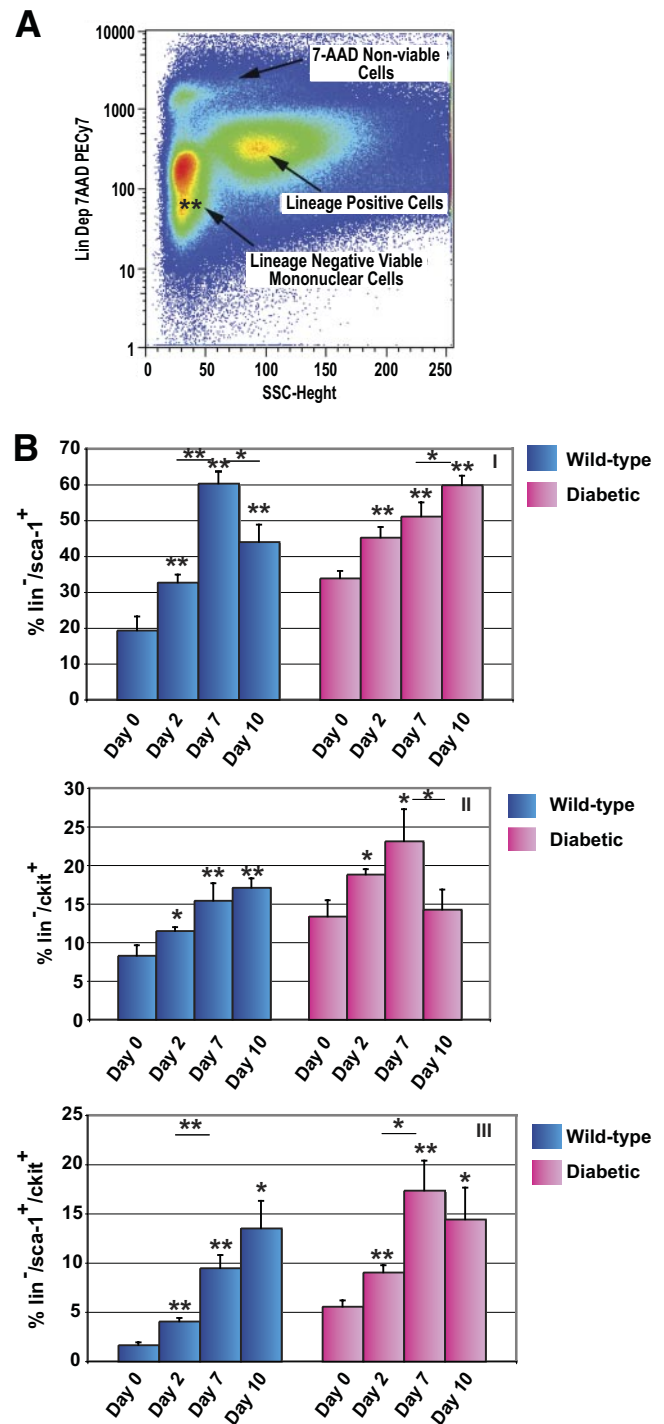 A
10000
1000
100
10
1
Lin Dep 7AAD PECy7
7-AAD Non-viable
Cells
Lineage Positive Cells
**
Lineage Negative Viable
Mononuclear Cells
0 50 100 150 200 250
SSC-Heght
B
70
60
50
40
30
20
10
0
% lin-/sca-1+
** ** * ** **
* ** ** **
I
Wild-type
Diabetic
Day 0 Day 2 Day 7 Day 10 Day 0 Day 2 Day 7 Day 10
30
25
20
15
10
5
0
% lin-/ckit+
* ** **
* * *
II
Wild-type
Diabetic
Day 0 Day 2 Day 7 Day 10 Day 0 Day 2 Day 7 Day 10
25
20
15
10
5
0
% lin-/sca-1+/ckit+
** ** ** *
* ** ** *
III
Wild-type
Diabetic
Day 0 Day 2 Day 7 Day 10 Day 0 Day 2 Day 7 Day 10